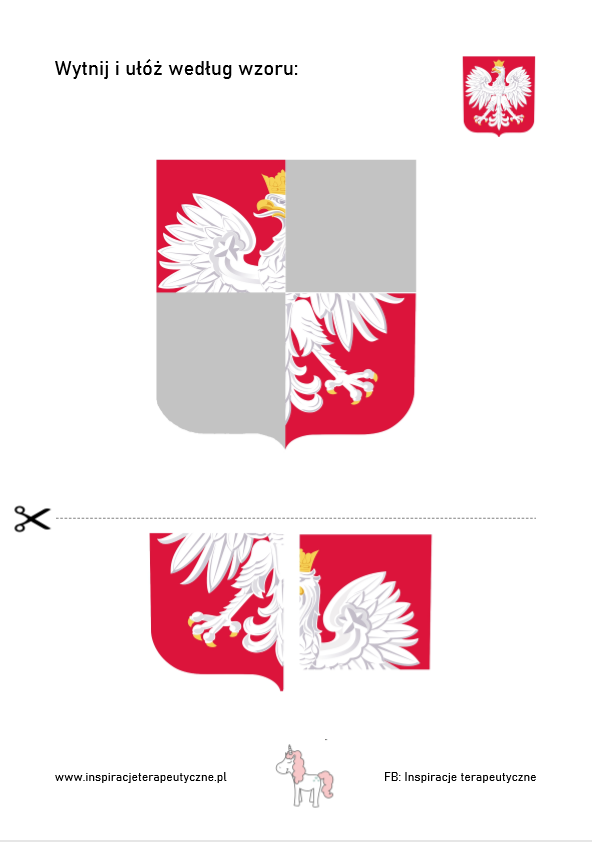 Wytnij i ułóż według wzoru:
www.inspiracjeterapeutyczne.pl
FB: Inspiracje terapeutyczne